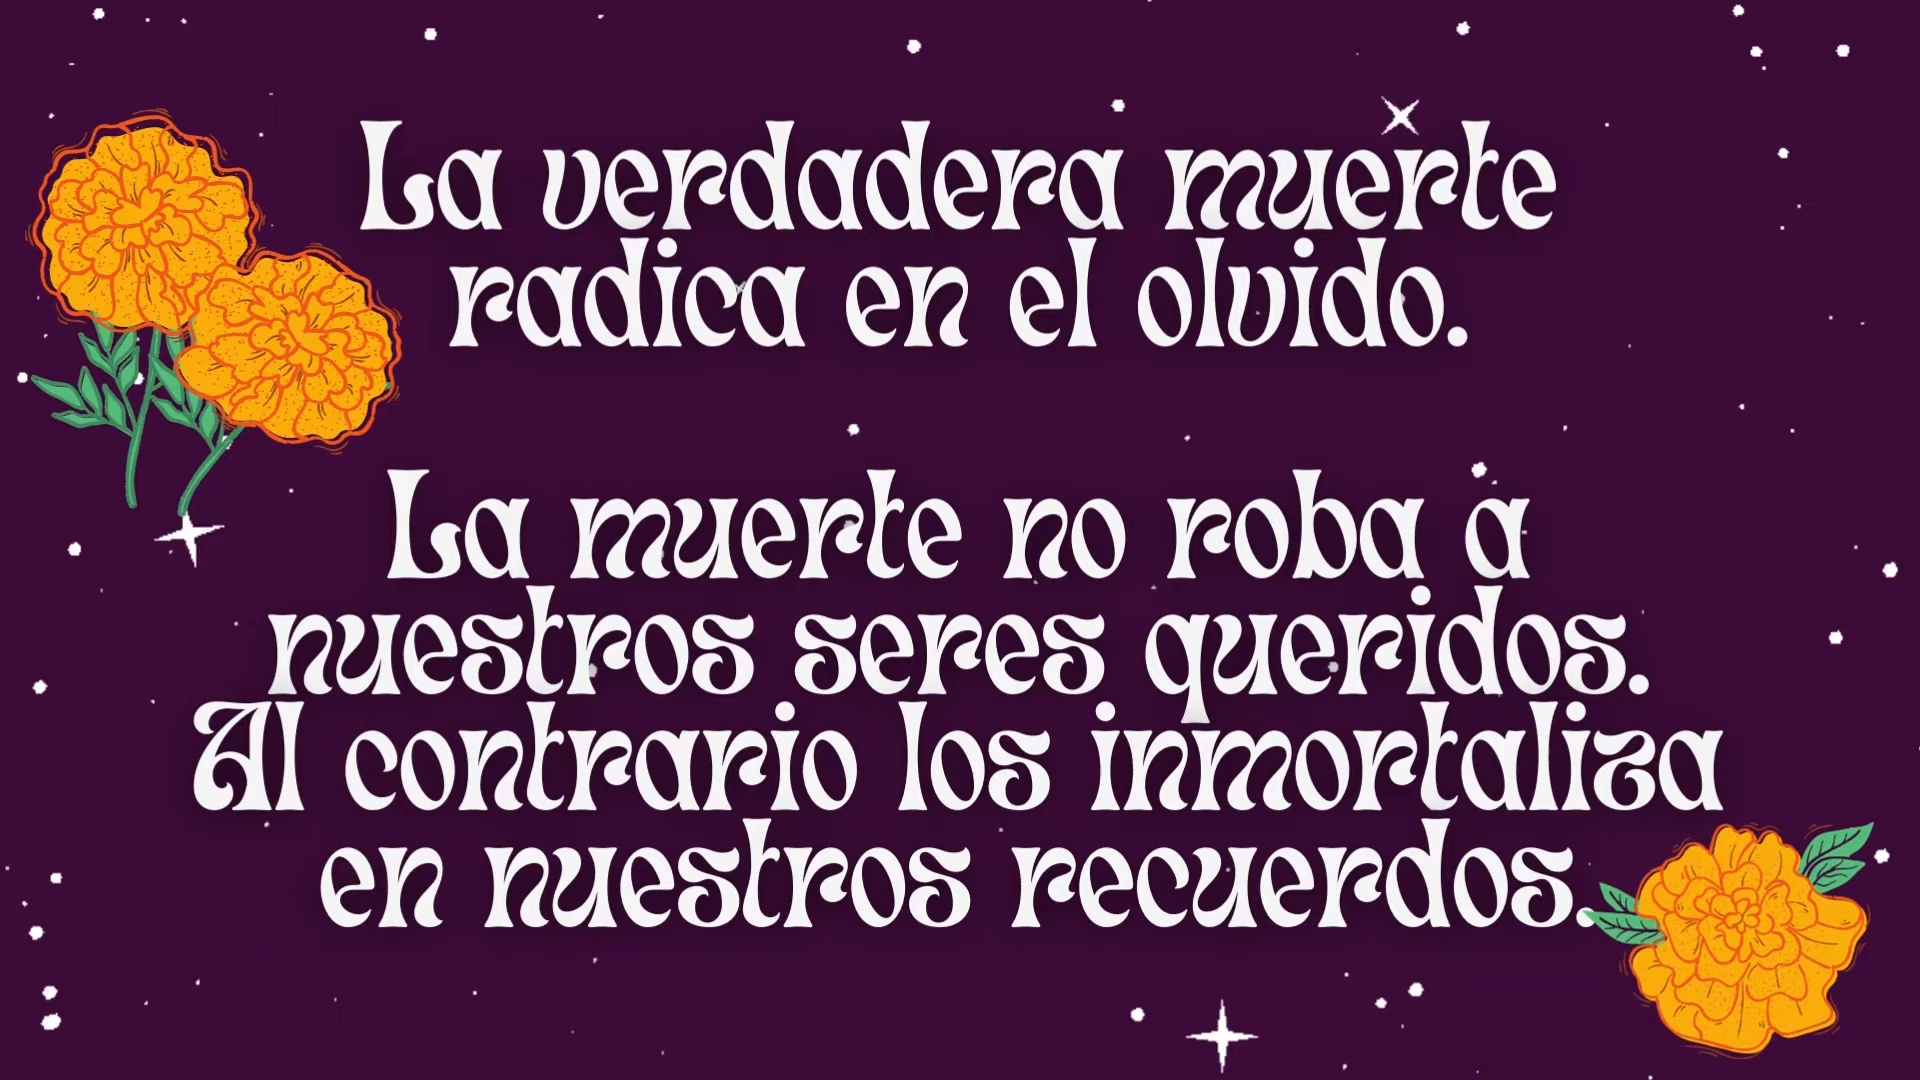 La verdadera muerte
radica en el olvido.
La muerte no roba a
nuestros seres queridos.
Al contrario los inmortaliza
en nuestros recuerdos.